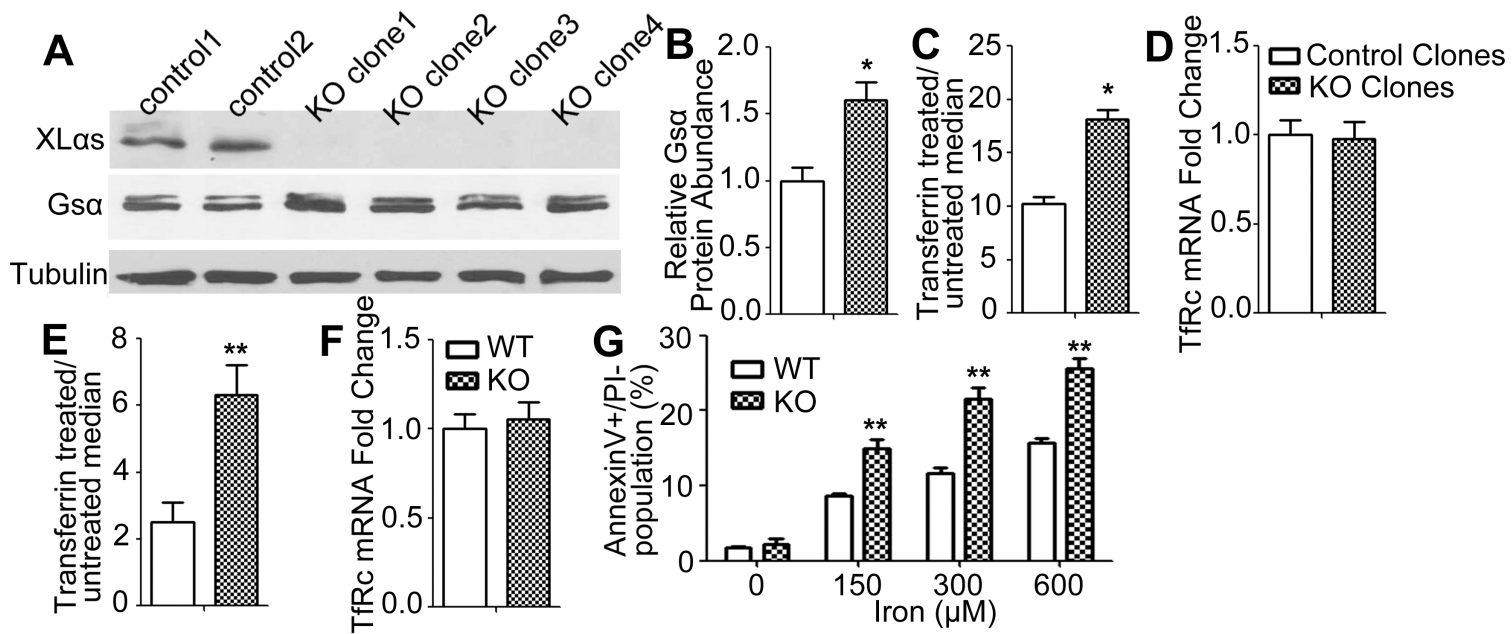 A
control1
control2
KO clone1
KO clone2
KO clone3
KO clone4
XLαs
Gsα
Tubulin
B
Relative Gsα
Protein Abundance
2.0
1.5
1.0
0.5
0.0
*
C
Transferrin treated/
untreated median
25
20
15
10
5
0
*
D
TfRc mRNA Fold Change
1.5
1.0
0.5
0.0
Control Clones
KO Clones
E
Transferrin treated/
untreated median
8
6
4
2
0
**
F
TfRc mRNA Fold Change
1.5
1.0
0.5
0.0
WT
KO
G
AnnexinV+/PI-
population (%)
30
20
10
0
WT
KO
**
**
**
0 150 300 600
Iron (µM)